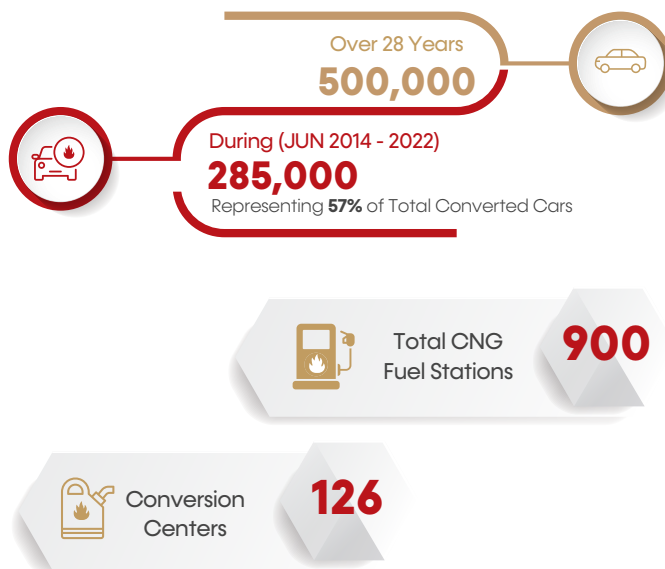 Over 28 Years
500,000
During (JUN 2014 - 2022)
285,000
Representing 57% of Total Converted Cars
Total CNG
Fuel Stations
900
Conversion
Centers
126